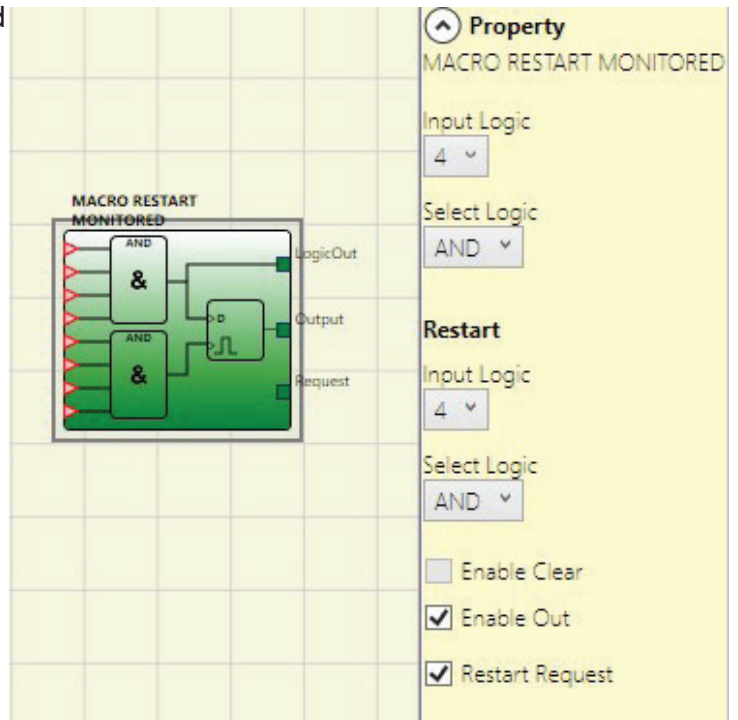 d
Property
MACRO RESTART MONITORED
Input Logic
4
Select Logic
AND
Restart
Input Logic
4
Select Logic
AND
Enable Clear
Enable Out
Restart Request
MACRO RESTART
MONITORED
AND
&
LogicOut
D
Output
AND
&
Request